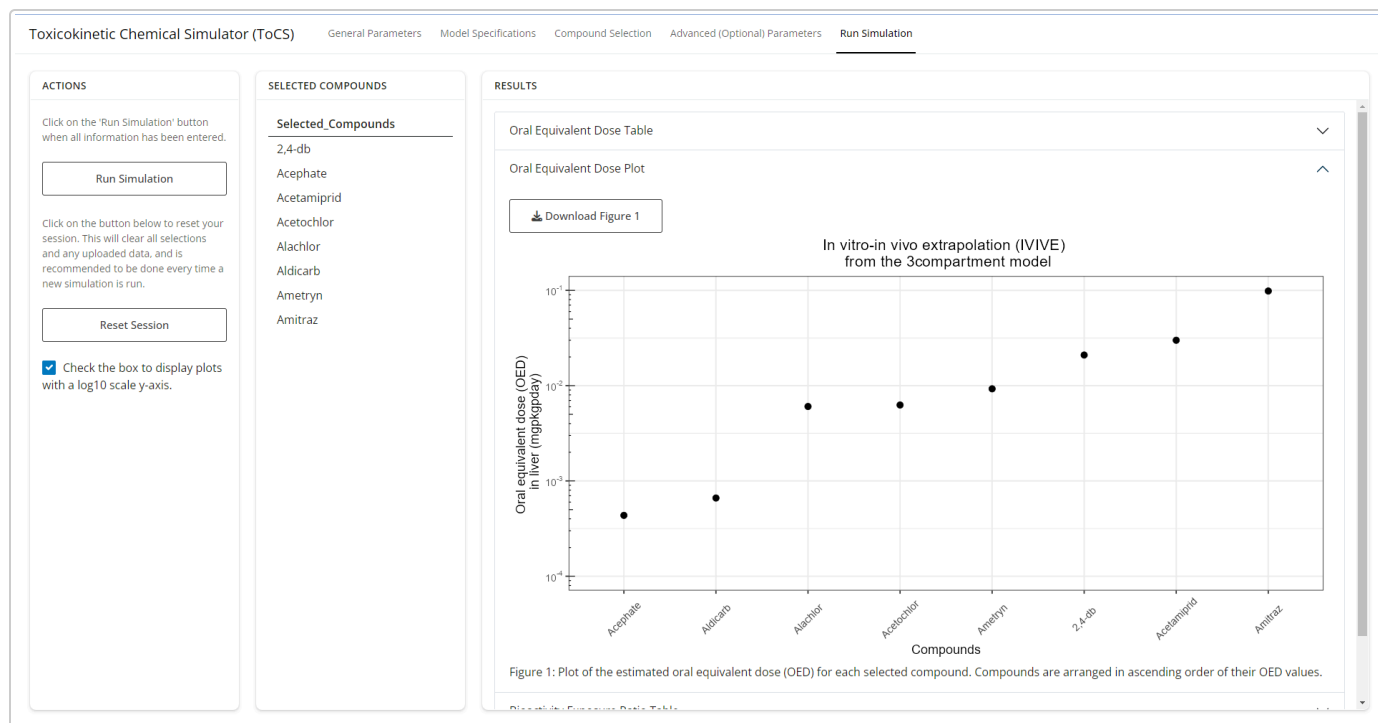 Toxicokinetic Chemical Simulator (ToCS)
General Parameters
Model Specifications
Compound Selection
Advanced (Optional) Parameters
Run Simulation
ACTIONS
Click on the 'Run Simulation' button
when all information has been entered.
Run Simulation
Click on the button below to reset your
session. This will clear all selections
and any uploaded data, and is
recommended to be done every time a
new simulation is run.
Reset Session
Check the box to display plots
with a log10 scale y-axis.
SELECTED COMPOUNDS
Selected_Compounds
2,4-db
Acephate
Acetamiprid
Acetochlor
Alachlor
Aldicarb
Ametryn
Amitraz
RESULTS
Oral Equivalent Dose Table
Oral Equivalent Dose Plot
Download Figure 1
In vitro-in vivo extrapolation (IVIVE)
from the 3compartment model
Oral equivalent dose (OED)
in liver (mgpkgpday)
10⁻¹
10⁻²
10⁻³
10⁻⁴
Acephate
Aldicarb
Alachlor
Acetochlor
Ametryn
2,4-db
Acetamiprid
Amitraz
Compounds
Figure 1: Plot of the estimated oral equivalent dose (OED) for each selected compound. Compounds are arranged in ascending order of their OED values.
Bioactivity Exposure Ratio Table